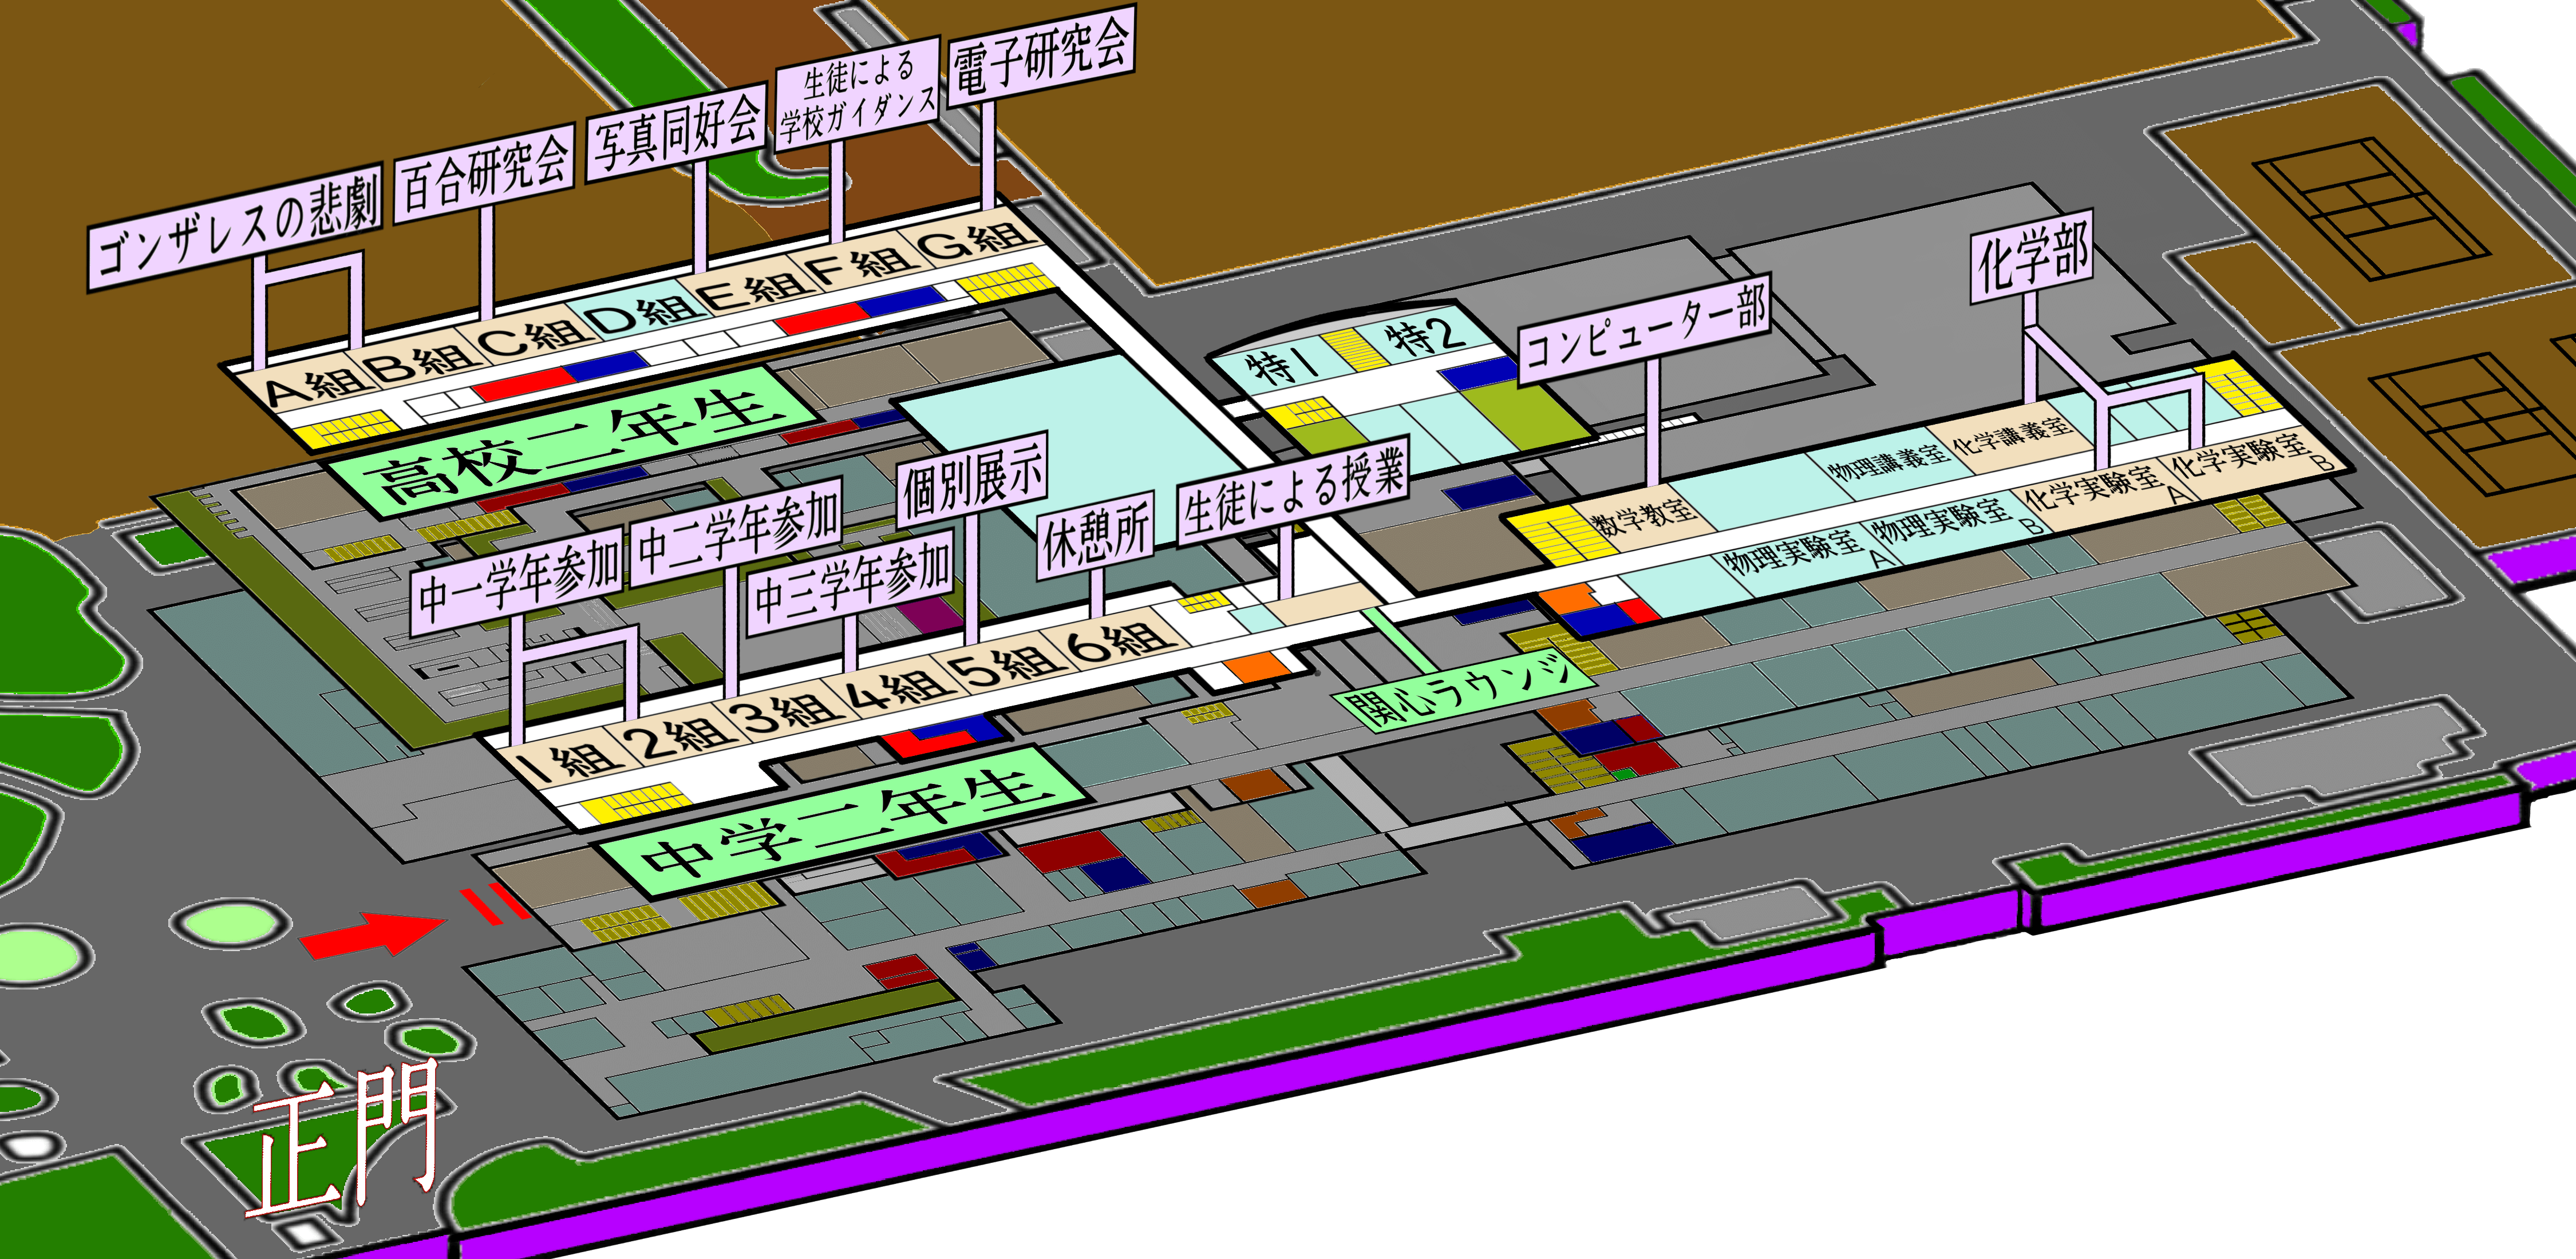 電子研究会
生徒による
学校ガイダンス
写真同好会
百合研究会
ゴンザレスの悲劇
A組
B組
C組
D組
E組
F組
G組
高校二年生
特1
特2
コンピューター部
化学部
数学教室
物理講義室
化学講義室
物理実験室
A
物理実験室
B
化学実験室
A
化学実験室
B
中一学年参加
中二学年参加
中三学年参加
個別展示
休憩所
生徒による授業
1組
2組
3組
4組
5組
6組
中学二年生
関心ラウンジ
正門